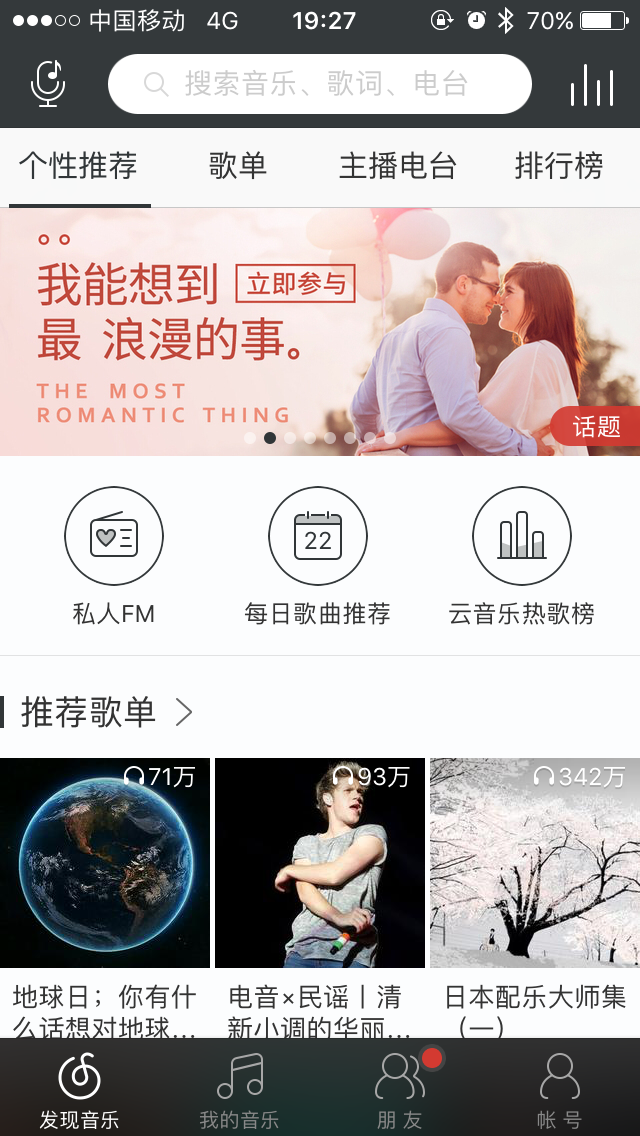 中国移动 4G 19:27 70%
搜索音乐、歌词、电台
个性推荐 歌单 主播电台 排行榜
我能想到 立即参与
最 浪漫的事。
THE MOST
ROMANTIC THING
话题
22
私人FM 每日歌曲推荐 云音乐热歌榜
推荐歌单
71万 93万 342万
地球日；你有什
么话想对地球...
电音×民谣丨清
新小调的华丽...
日本配乐大师集
（一）
发现音乐 我的音乐 朋友 帐号